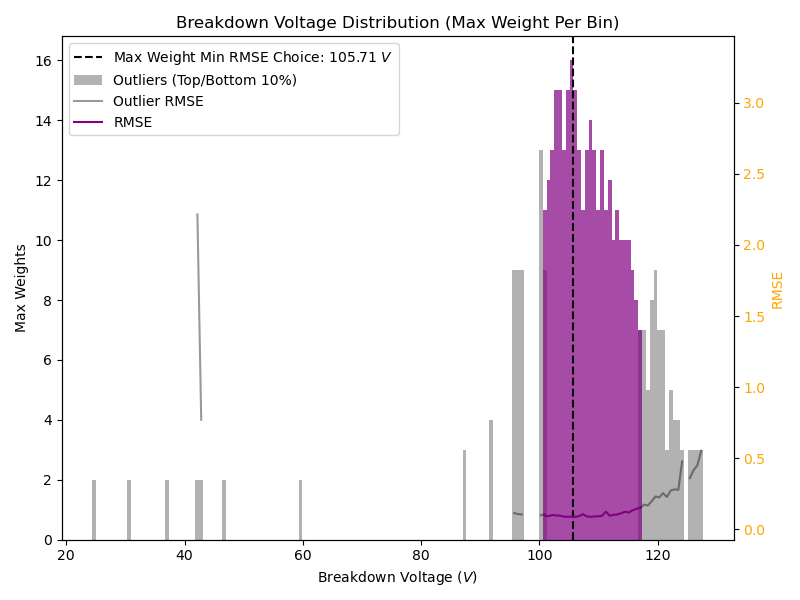 Breakdown Voltage Distribution (Max Weight Per Bin)
Max Weight Min RMSE Choice: 105.71 V
Outliers (Top/Bottom 10%)
Outlier RMSE
RMSE
Max Weights
16
14
12
10
8
6
4
2
0
3.0
2.5
2.0
1.5
1.0
0.5
0.0
RMSE
20 40 60 80 100 120
Breakdown Voltage (V)